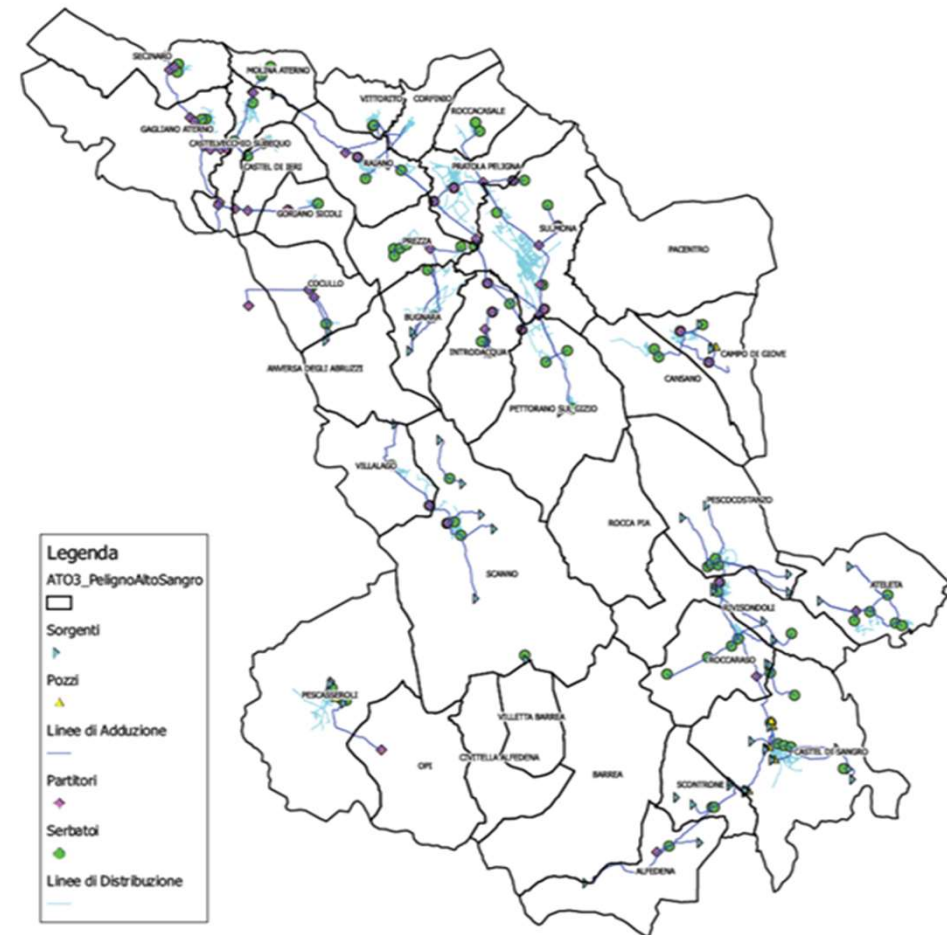 SECINARO
MOLINA ATERNO
VITTORITO
CORFINIO
ROCCACASALE
GAGLIANO ATERNO
CASTELVECCHIO SUBEQUO
CASTEL DI IERI
RAIANO
PRATOLA PELIGNA
GORIANO SICOLI
SULMONA
PREZZA
PACENTRO
COCULLO
BUGNARA
INTRODACQUA
CAMPO DI GIOVE
ANVERSA DEGLI ABRUZZI
CANSANO
PETTORANO SUL GIZIO
VILLALAGO
PESCOCOSTANZO
ROCCA PIA
SCANNO
ATELETA
RIVISONDOLI
ROCCARASO
PESCASSEROLI
VILLETTA BARREA
CIVITELLA ALFEDENA
OPI
BARREA
CASTEL DI SANGRO
SCONTRONE
ALFEDENA
Legenda
ATO3_PelignoAltoSangro
Sorgenti
Pozzi
Linee di Adduzione
Partitori
Serbatoi
Linee di Distribuzione